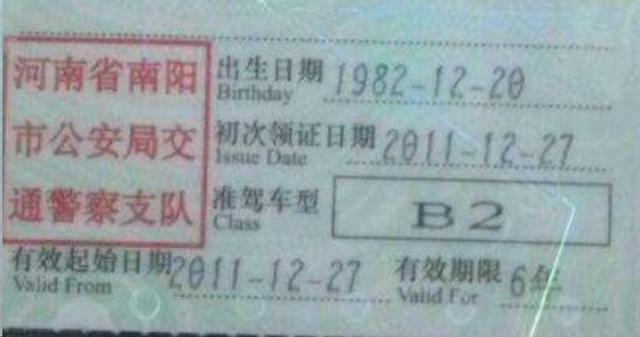 河南省南阳
市公安局交
通警察支队
出生日期 1982-12-20
Birthday
初次领证日期 2011-12-27
Issue Date
准驾车型 B2
Class
有效起始日期 2011-12-27 有效期限 6年
Valid From Valid For